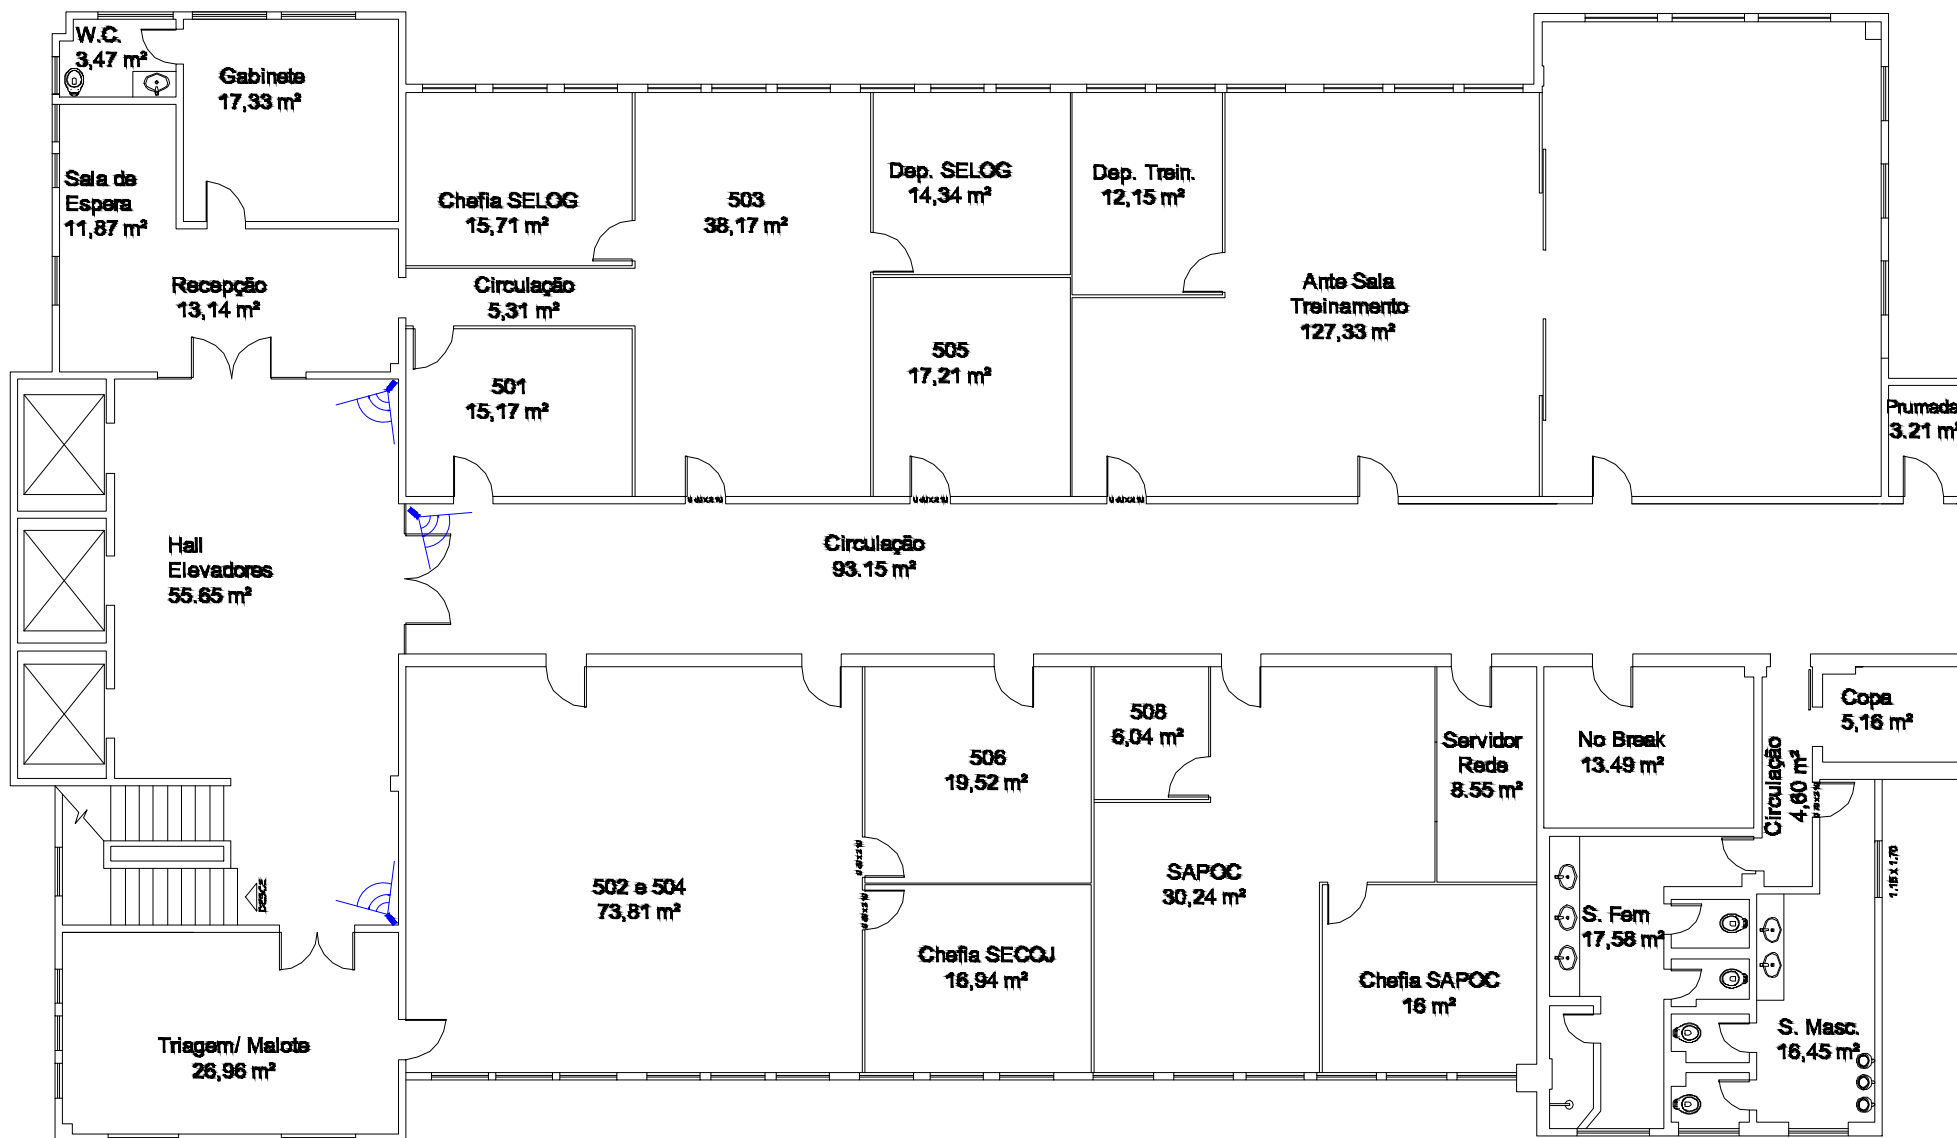 W.C.
3,47 m²
Gabinete
17,33 m²
Sala de
Espera
11,87 m²
Chefia SELOG
15,71 m²
503
38,17 m²
Dep. SELOG
14,34 m²
Dep. Trein.
12,15 m²
Recepção
13,14 m²
Circulação
5,31 m²
Ante Sala
Treinamento
127,33 m²
501
15,17 m²
505
17,21 m²
Prumada
3.21 m²
Hall
Elevadores
55.65 m²
Circulação
93.15 m²
508
6,04 m²
506
19,52 m²
Servidor
Rede
8.55 m²
No Break
13.49 m²
Circulação
4,60 m²
Copa
5,16 m²
502 e 504
73,81 m²
SAPOC
30,24 m²
DESCE
1.15 x 1.70
S. Fem
17,58 m²
Chefia SECOJ
16,94 m²
Chefia SAPOC
16 m²
Triagem/ Malote
26,96 m²
S. Masc.
16,45 m²